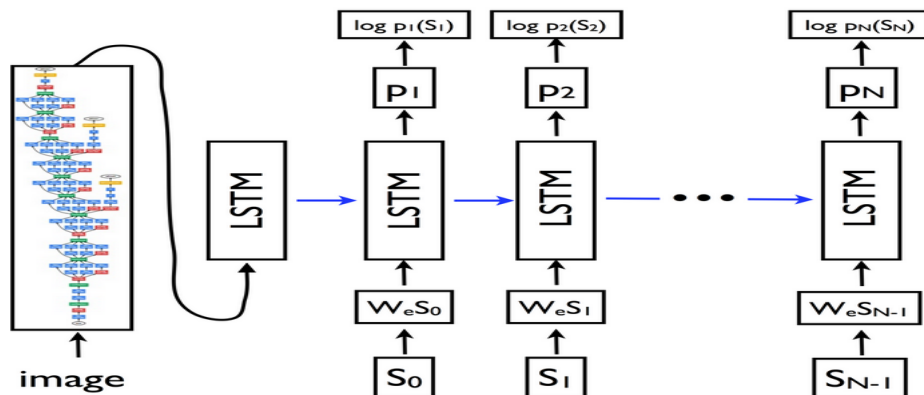 log p₁(S₁) log p₂(S₂) log pN(SN)
p₁ p₂ pN
LSTM LSTM LSTM LSTM
WₑS₀ WₑS₁ WₑSN-1
image S₀ S₁ SN-1